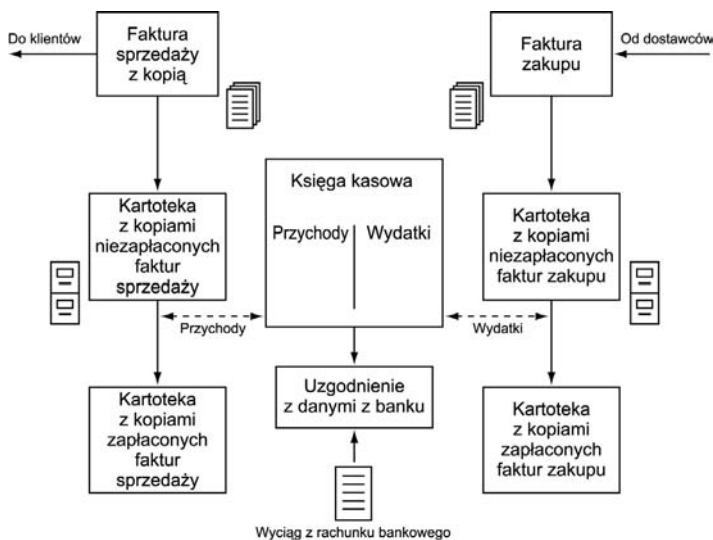 Do klientów
Faktura
sprzedaży
z kopią
Faktura
zakupu
Od dostawców
Kartoteka
z kopiami
niezapłaconych
faktur
sprzedaży
Księga kasowa
Przychody
Wydatki
Kartoteka
z kopiami
niezapłaconych
faktur zakupu
Przychody
Wydatki
Kartoteka
z kopiami
zapłaconych
faktur
sprzedaży
Uzgodnienie
z danymi z banku
Kartoteka
z kopiami
zapłaconych
faktur zakupu
Wyciąg z rachunku bankowego